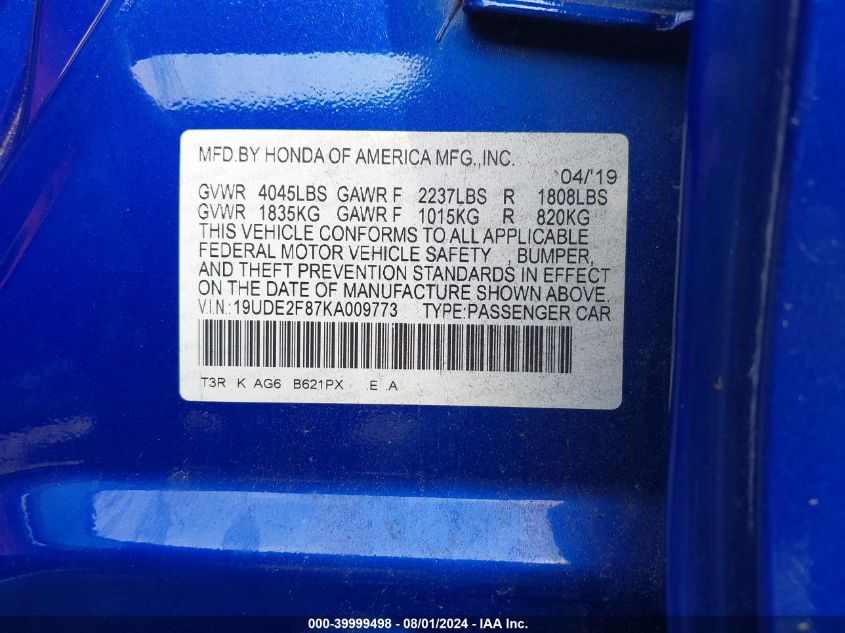 MFD.BY HONDA OF AMERICA MFG.,INC.
04/'19
GVWR 4045LBS GAWR F 2237LBS R 1808LBS
GVWR 1835KG GAWR F 1015KG R 820KG
THIS VEHICLE CONFORMS TO ALL APPLICABLE
FEDERAL MOTOR VEHICLE SAFETY , BUMPER,
AND THEFT PREVENTION STANDARDS IN EFFECT
ON THE DATE OF MANUFACTURE SHOWN ABOVE.
V.I.N.: 19UDE2F87KA009773 TYPE:PASSENGER CAR
T3R K AG6 B621PX .E .A
000-39999498 - 08/01/2024 - IAA Inc.